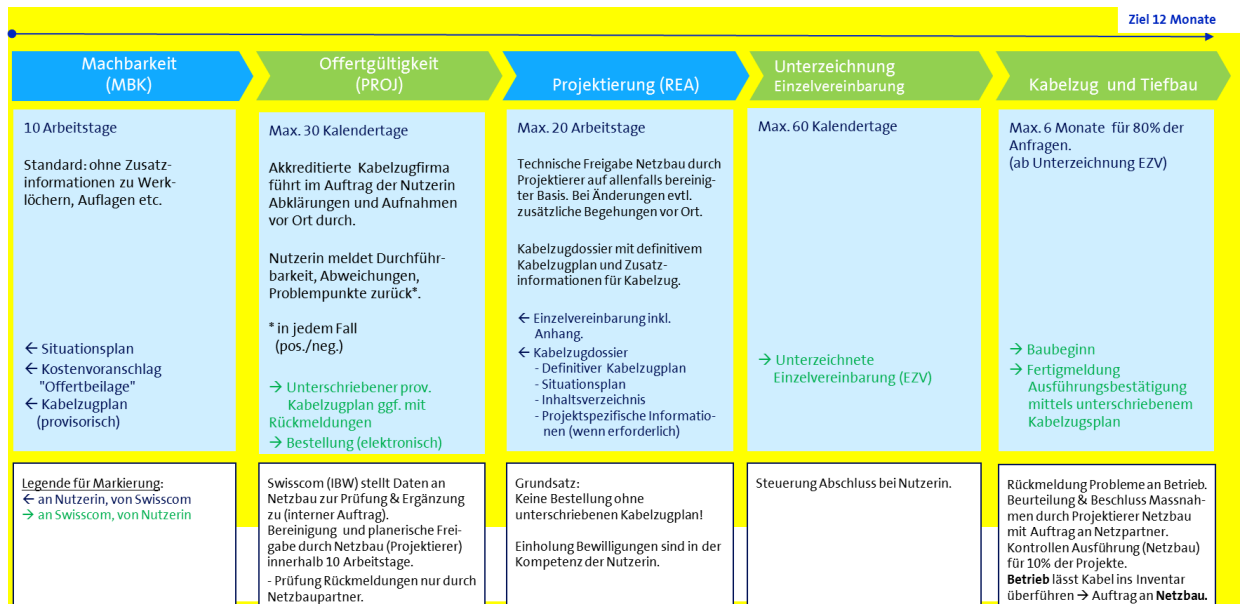 Ziel 12 Monate
Machbarkeit
(MBK)
Offertgültigkeit
(PROJ)
Projektierung (REA)
Unterzeichnung
Einzelvereinbarung
Kabelzug und Tiefbau
10 Arbeitstage
Standard: ohne Zusatz-
informationen zu Werk-
löchern, Auflagen etc.
← Situationsplan
← Kostenvoranschlag
"Offertbeilage"
← Kabelzugplan
(provisorisch)
Max. 30 Kalendertage
Akkreditierte Kabelzugfirma
führt im Auftrag der Nutzerin
Abklärungen und Aufnahmen
vor Ort durch.
Nutzerin meldet Durchführ-
barkeit, Abweichungen,
Problempunkte zurück*.
* in jedem Fall
(pos./neg.)
→ Unterschriebener prov.
Kabelzugplan ggf. mit
Rückmeldungen
→ Bestellung (elektronisch)
Max. 20 Arbeitstage
Technische Freigabe Netzbau durch
Projektierer auf allenfalls bereinig-
ter Basis. Bei Änderungen evtl.
zusätzliche Begehungen vor Ort.
Kabelzugdossier mit definitivem
Kabelzugplan und Zusatz-
informationen für Kabelzug.
← Einzelvereinbarung inkl.
Anhang.
← Kabelzugdossier
- Definitiver Kabelzugplan
- Situationsplan
- Inhaltsverzeichnis
- Projektspezifische Informatio-
nen (wenn erforderlich)
Max. 60 Kalendertage
→ Unterzeichnete
Einzelvereinbarung (EZV)
Max. 6 Monate für 80% der
Anfragen.
(ab Unterzeichnung EZV)
→ Baubeginn
→ Fertigmeldung
Ausführungsbestätigung
mittels unterschriebenem
Kabelzugsplan
Legende für Markierung:
← an Nutzerin, von Swisscom
→ an Swisscom, von Nutzerin
Swisscom (IBW) stellt Daten an
Netzbau zur Prüfung & Ergänzung
zu (interner Auftrag).
Bereinigung und planerische Frei-
gabe durch Netzbau (Projektierer)
innerhalb 10 Arbeitstage.
- Prüfung Rückmeldungen nur durch
Netzbaupartner.
Grundsatz:
Keine Bestellung ohne
unterschriebenen Kabelzugplan!
Einholung Bewilligungen sind in der
Kompetenz der Nutzerin.
Steuerung Abschluss bei Nutzerin.
Rückmeldung Probleme an Betrieb.
Beurteilung & Beschluss Massnah-
men durch Projektierer Netzbau
mit Auftrag an Netzpartner.
Kontrollen Ausführung (Netzbau)
für 10% der Projekte.
Betrieb lässt Kabel ins Inventar
überführen → Auftrag an Netzbau.